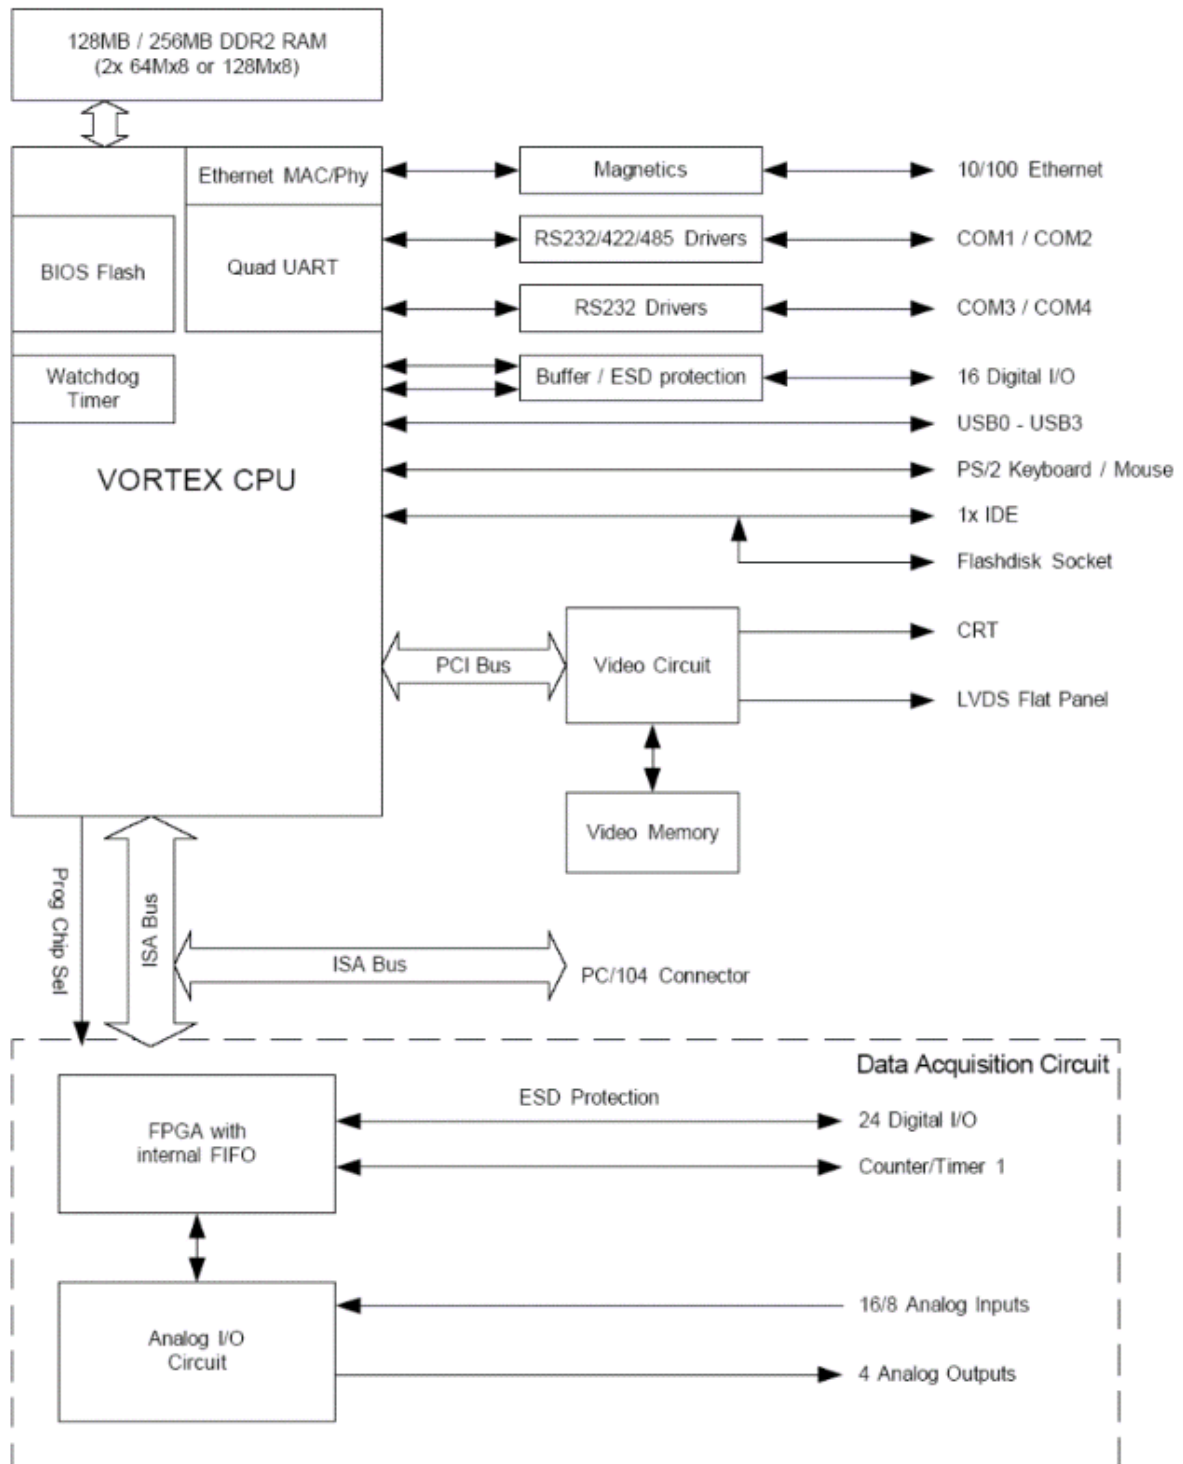 128MB / 256MB DDR2 RAM
(2x 64Mx8 or 128Mx8)
Ethernet MAC/Phy
Magnetics
10/100 Ethernet
BIOS Flash
Quad UART
RS232/422/485 Drivers
COM1 / COM2
RS232 Drivers
COM3 / COM4
Watchdog
Timer
Buffer / ESD protection
16 Digital I/O
USB0 - USB3
VORTEX CPU
PS/2 Keyboard / Mouse
1x IDE
Flashdisk Socket
PCI Bus
Video Circuit
CRT
LVDS Flat Panel
Video Memory
Prog Chip Sel
ISA Bus
ISA Bus
PC/104 Connector
Data Acquisition Circuit
FPGA with
internal FIFO
ESD Protection
24 Digital I/O
Counter/Timer 1
Analog I/O
Circuit
16/8 Analog Inputs
4 Analog Outputs